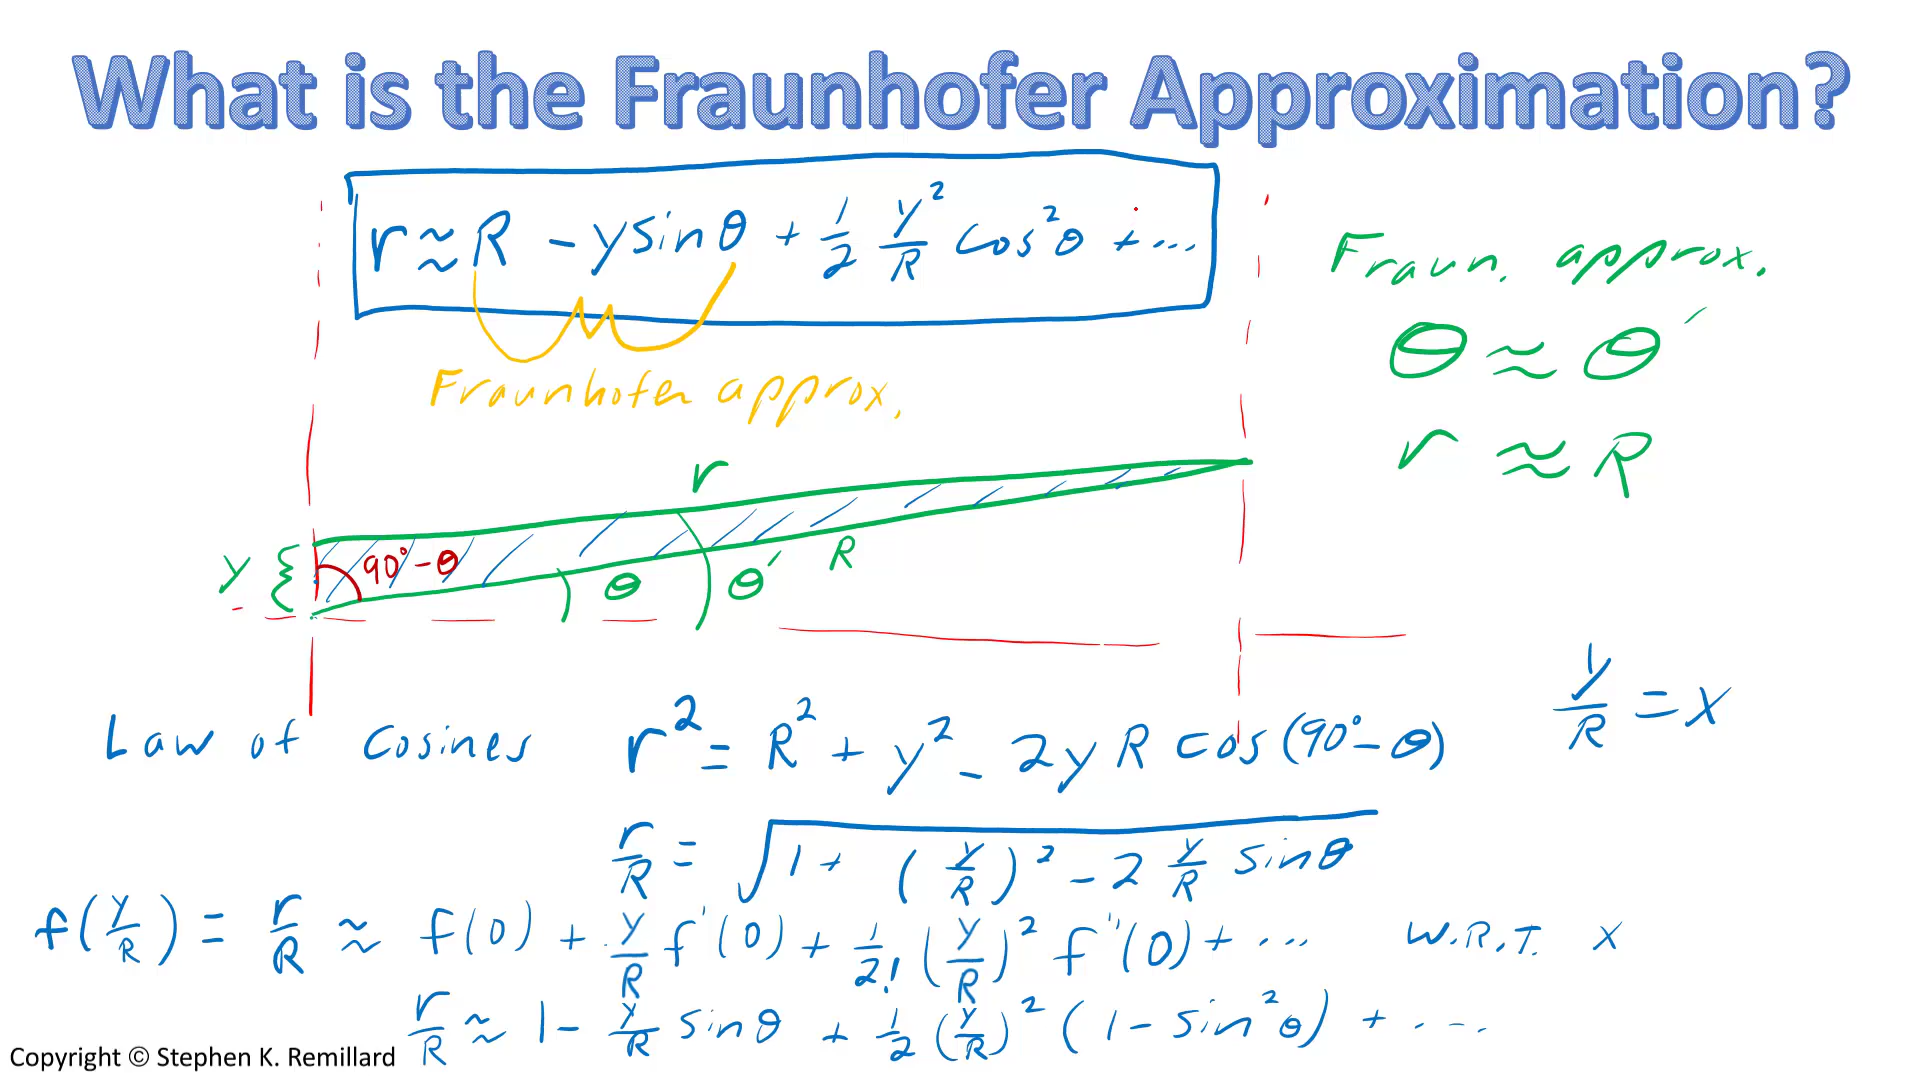 What is the Fraunhofer Approximation?
r ≈ R - y sin θ + 1/2 y²/R cos²θ + ...
Fraunhofer approx.
Fraun. approx.
θ ≈ θ′
r ≈ R
r
y
90° - θ
θ
θ′
R
y/R = x
Law of Cosines r² = R² + y² - 2yR cos(90° - θ)
r/R = √(1 + (y/R)² - 2 y/R sin θ)
f(y/R) = r/R ≈ f(0) + y/R f′(0) + 1/2! (y/R)² f″(0) + ... W.R.T. x
r/R ≈ 1 - y/R sin θ + 1/2 (y/R)² (1 - sin²θ) + ....
Copyright © Stephen K. Remillard